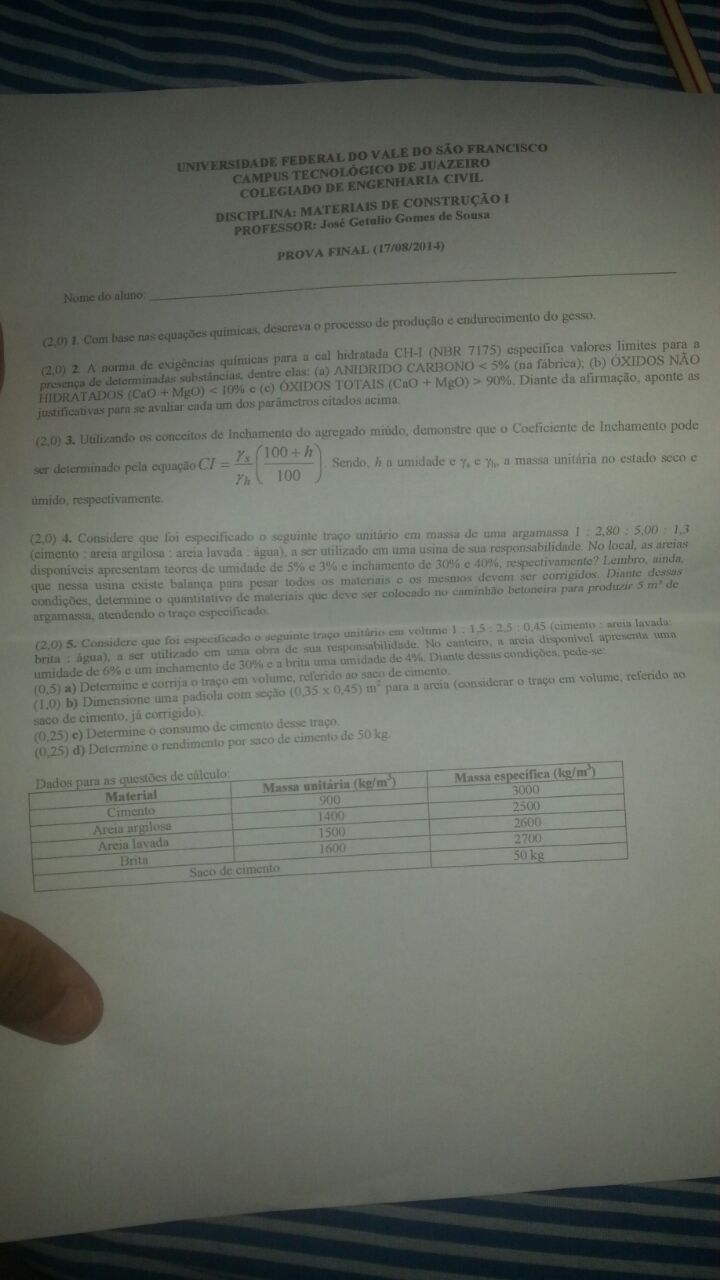 UNIVERSIDADE FEDERAL DO VALE DO SÃO FRANCISCO
CAMPUS TECNOLÓGICO DE JUAZEIRO
COLEGIADO DE ENGENHARIA CIVIL
DISCIPLINA: MATERIAIS DE CONSTRUÇÃO I
PROFESSOR: José Getulio Gomes de Sousa
PROVA FINAL (17/08/2014)
Nome do aluno:
(2,0) 1. Com base nas equações químicas, descreva o processo de produção e endurecimento do gesso.
(2,0) 2. A norma de exigências químicas para a cal hidratada CH-I (NBR 7175) especifica valores limites para a
presença de determinadas substâncias, dentre elas: (a) ANIDRIDO CARBONO < 5% (na fábrica); (b) ÓXIDOS NÃO
HIDRATADOS (CaO + MgO) < 10% e (c) ÓXIDOS TOTAIS (CaO + MgO) > 90%. Diante da afirmação, aponte as
justificativas para se avaliar cada um dos parâmetros citados acima.
(2,0) 3. Utilizando os conceitos de Inchamento do agregado miúdo, demonstre que o Coeficiente de Inchamento pode
ser determinado pela equação CI = γs/γh (100 + h / 100). Sendo, h a umidade e γs e γh, a massa unitária no estado seco e
úmido, respectivamente.
(2,0) 4. Considere que foi especificado o seguinte traço unitário em massa de uma argamassa 1 : 2,80 : 5,00 : 1,3
(cimento : areia argilosa : areia lavada : água), a ser utilizado em uma usina de sua responsabilidade. No local, as areias
disponíveis apresentam teores de umidade de 5% e 3% e inchamento de 30% e 40%, respectivamente? Lembro, ainda,
que nessa usina existe balança para pesar todos os materiais e os mesmos devem ser corrigidos. Diante dessas
condições, determine o quantitativo de materiais que deve ser colocado no caminhão betoneira para produzir 5 m³ de
argamassa, atendendo o traço especificado.
(2,0) 5. Considere que foi especificado o seguinte traço unitário em volume 1 : 1,5 : 2,5 : 0,45 (cimento : areia lavada:
brita : água), a ser utilizado em uma obra de sua responsabilidade. No canteiro, a areia disponível apresenta uma
umidade de 6% e um inchamento de 30% e a brita uma umidade de 4%. Diante dessas condições, pede-se:
(0,5) a) Determine e corrija o traço em volume, referido ao saco de cimento.
(1,0) b) Dimensione uma padiola com seção (0,35 x 0,45) m² para a areia (considerar o traço em volume, referido ao
saco de cimento, já corrigido).
(0,25) c) Determine o consumo de cimento desse traço.
(0,25) d) Determine o rendimento por saco de cimento de 50 kg.
Dados para as questões de cálculo:
Material Massa unitária (kg/m³) Massa específica (kg/m³)
Cimento 900 3000
Areia argilosa 1400 2500
Areia lavada 1500 2600
Brita 1600 2700
Saco de cimento 50 kg